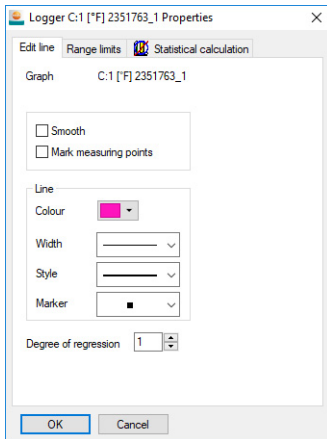 Logger C:1 [°F] 2351763_1 Properties
Edit line
Range limits
Statistical calculation
Graph C:1 [°F] 2351763_1
Smooth
Mark measuring points
Line
Colour
Width
Style
Marker
Degree of regression 1
OK
Cancel